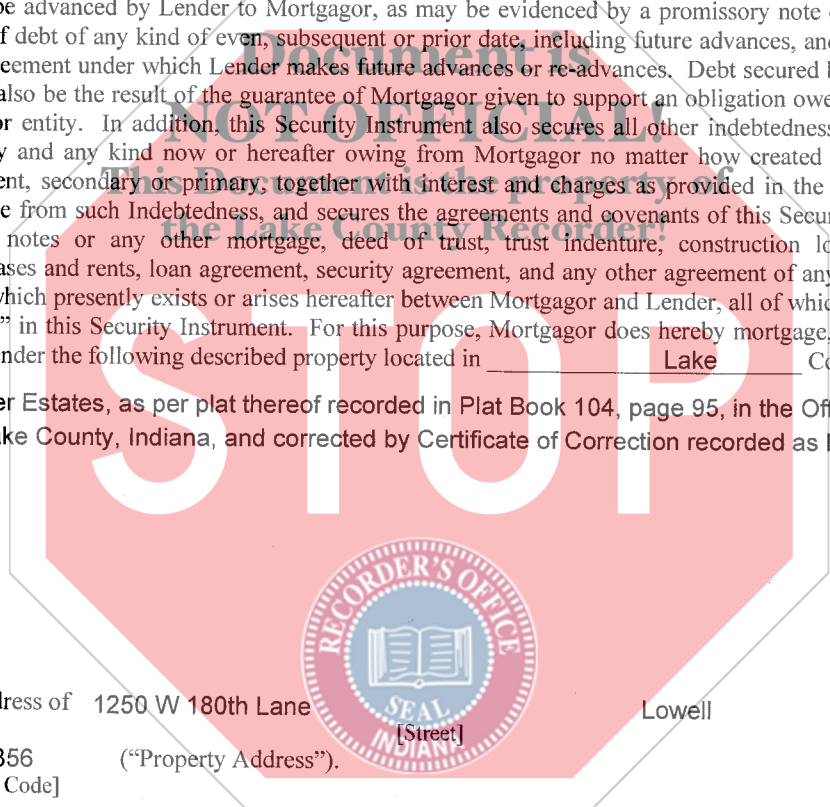 be advanced by Lender to Mortgagor, as may be evidenced by a promissory note
f debt of any kind of even, subsequent or prior date, including future advances, and
eement under which Lender makes future advances or re-advances. Debt secured
also be the result of the guarantee of Mortgagor given to support an obligation owe
or entity. In addition, this Security Instrument also secures all other indebtedness
y and any kind now or hereafter owing from Mortgagor no matter how created
ent, secondary or primary, together with interest and charges as provided in the
e from such Indebtedness, and secures the agreements and covenants of this Secur
notes or any other mortgage, deed of trust, trust indenture, construction lo
ases and rents, loan agreement, security agreement, and any other agreement of any
which presently exists or arises hereafter between Mortgagor and Lender, all of whic
” in this Security Instrument. For this purpose, Mortgagor does hereby mortgage,
nder the following described property located in Lake Co
er Estates, as per plat thereof recorded in Plat Book 104, page 95, in the Off
ke County, Indiana, and corrected by Certificate of Correction recorded as
dress of 1250 W 180th Lane Lowell
[Street]
356 (“Property Address”).
Code]
Document is
NOT OFFICIAL!
This Document is the property of
the Lake County Recorder!
STOP
RECORDER'S OFFICE
SEAL
INDIANA